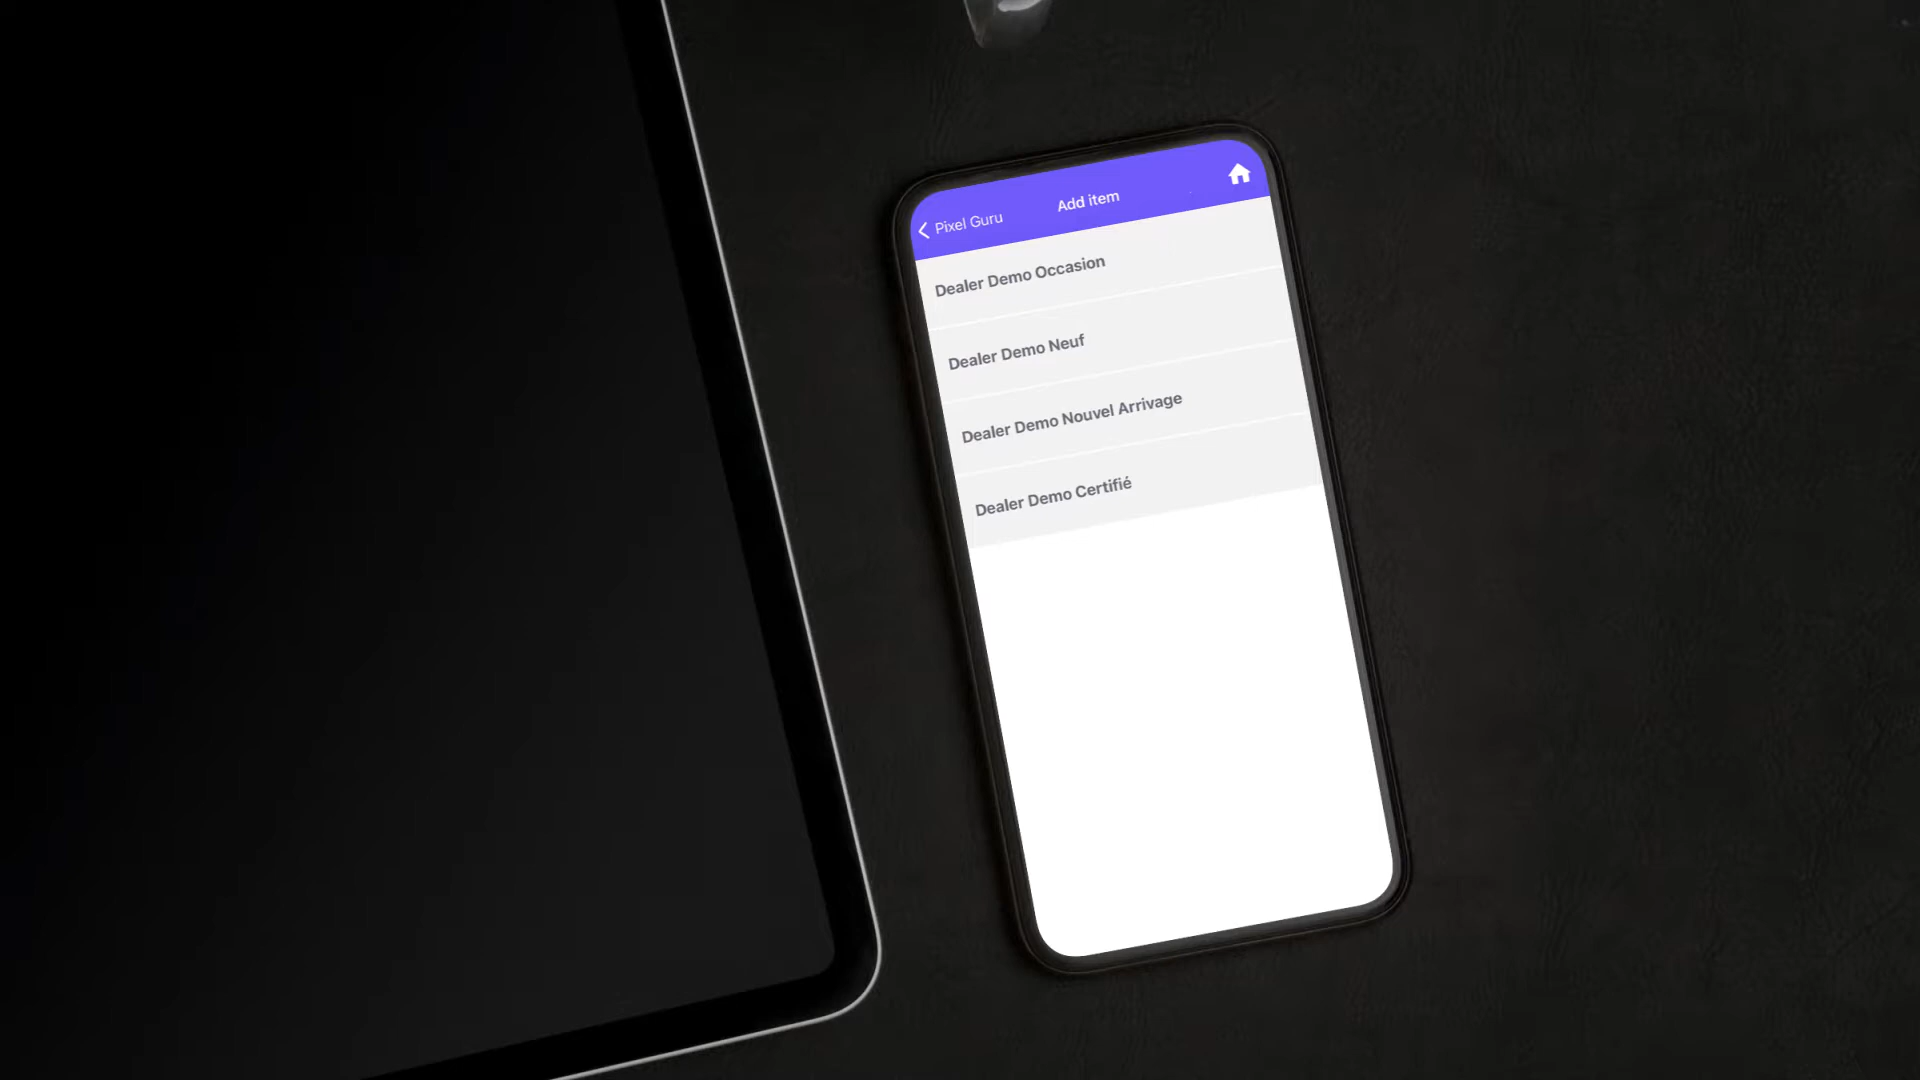 Pixel Guru
Add item
Dealer Demo Occasion
Dealer Demo Neuf
Dealer Demo Nouvel Arrivage
Dealer Demo Certifié